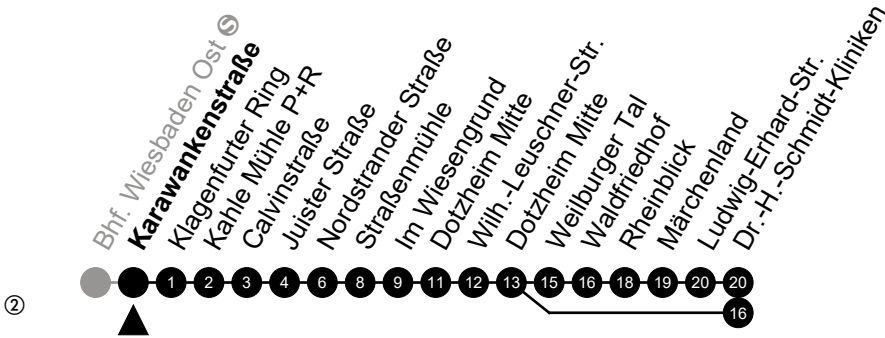 Bhf. Wiesbaden Ost Ⓢ
Karawankenstraße
Klagenfurter Ring
Kahle Mühle P+R
Calvinstraße
Juister Straße
Nordstrander Straße
Straßenmühle
Im Wiesengrund
Dotzheim Mitte
Wilh.-Leuschner-Str.
Dotzheim Mitte
Weilburger Tal
Waldfriedhof
Rheinblick
Märchenland
Ludwig-Erhard-Str.
Dr.-H.-Schmidt-Kliniken
1 2 3 4 6 8 9 11 12 13 15 16 18 19 20 20
② 16